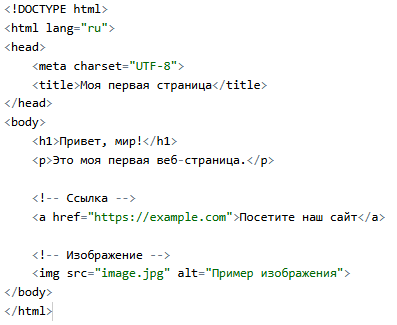 <!DOCTYPE html>
<html lang="ru">
<head>
    <meta charset="UTF-8">
    <title>Моя первая страница</title>
</head>
<body>
    <h1>Привет, мир!</h1>
    <p>Это моя первая веб-страница.</p>

    <!-- Ссылка -->
    <a href="https://example.com">Посетите наш сайт</a>

    <!-- Изображение -->
    <img src="image.jpg" alt="Пример изображения">
</body>
</html>